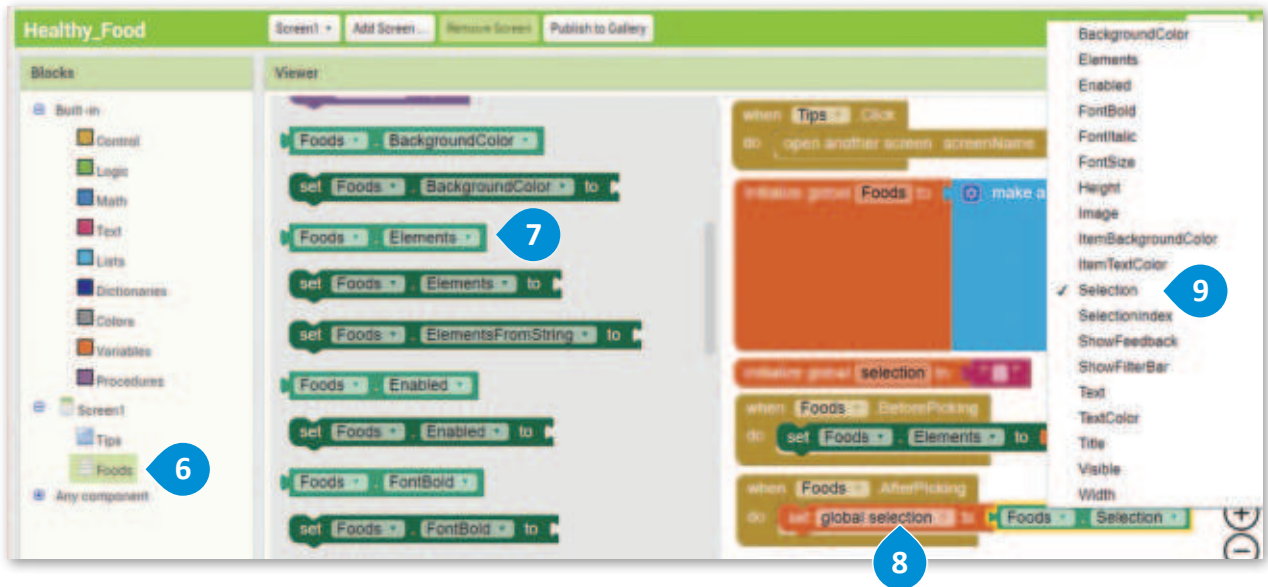 Healthy_Food
Screen1
Add Screen ...
Remove Screen
Publish to Gallery
Blocks
Built-in
Control
Logic
Math
Text
Lists
Dictionaries
Colors
Variables
Procedures
Screen1
Tips
Foods
6
Any component
Viewer
Foods . BackgroundColor
set Foods . BackgroundColor to
Foods . Elements
7
set Foods . Elements to
set Foods . ElementsFromString to
Foods . Enabled
set Foods . Enabled to
Foods . FontBold
set Foods . FontBold to
when Tips .Click
do open another screen screenName
initialize global Foods to make a
initialize global selection to " "
when Foods .BeforePicking
do set Foods . Elements to
when Foods .AfterPicking
do set global selection to Foods . Selection
8
BackgroundColor
Elements
Enabled
FontBold
FontItalic
FontSize
Height
Image
ItemBackgroundColor
ItemTextColor
✓ Selection
9
SelectionIndex
ShowFeedback
ShowFilterBar
Text
TextColor
Title
Visible
Width